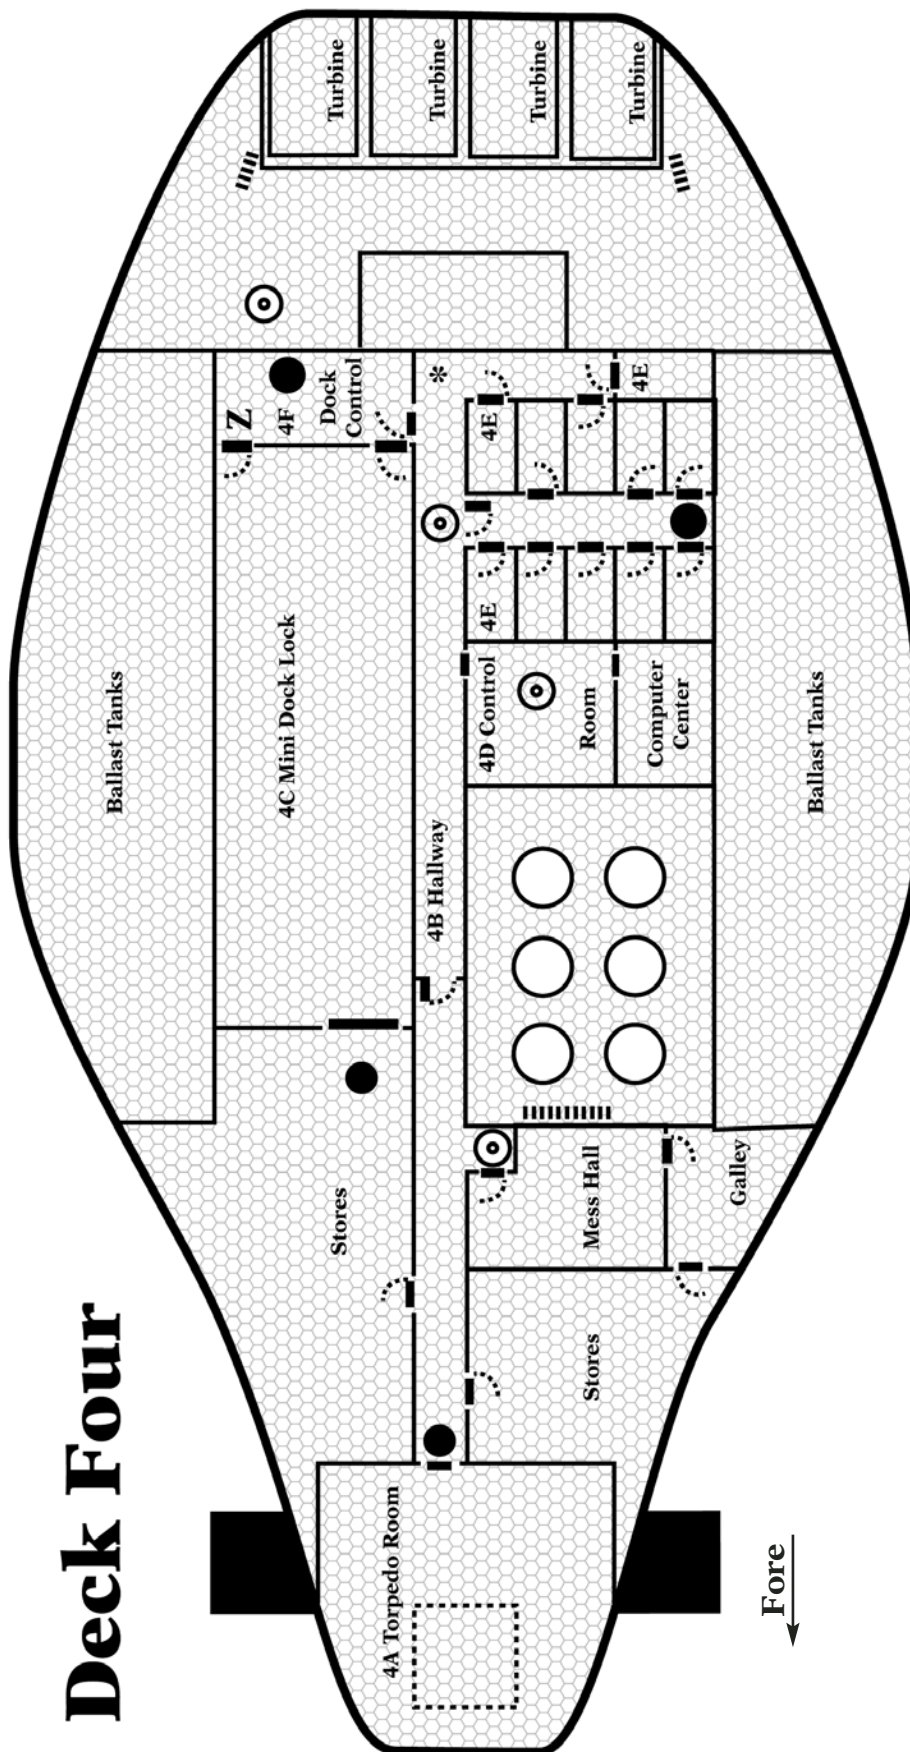 Deck Four
Fore
4A Torpedo Room
Stores
Stores
Mess Hall
Galley
4B Hallway
4C Mini Dock Lock
Ballast Tanks
Ballast Tanks
4D Control
Room
Computer
Center
4E
4E
4E
*
Z
4F
Dock
Control
Turbine
Turbine
Turbine
Turbine